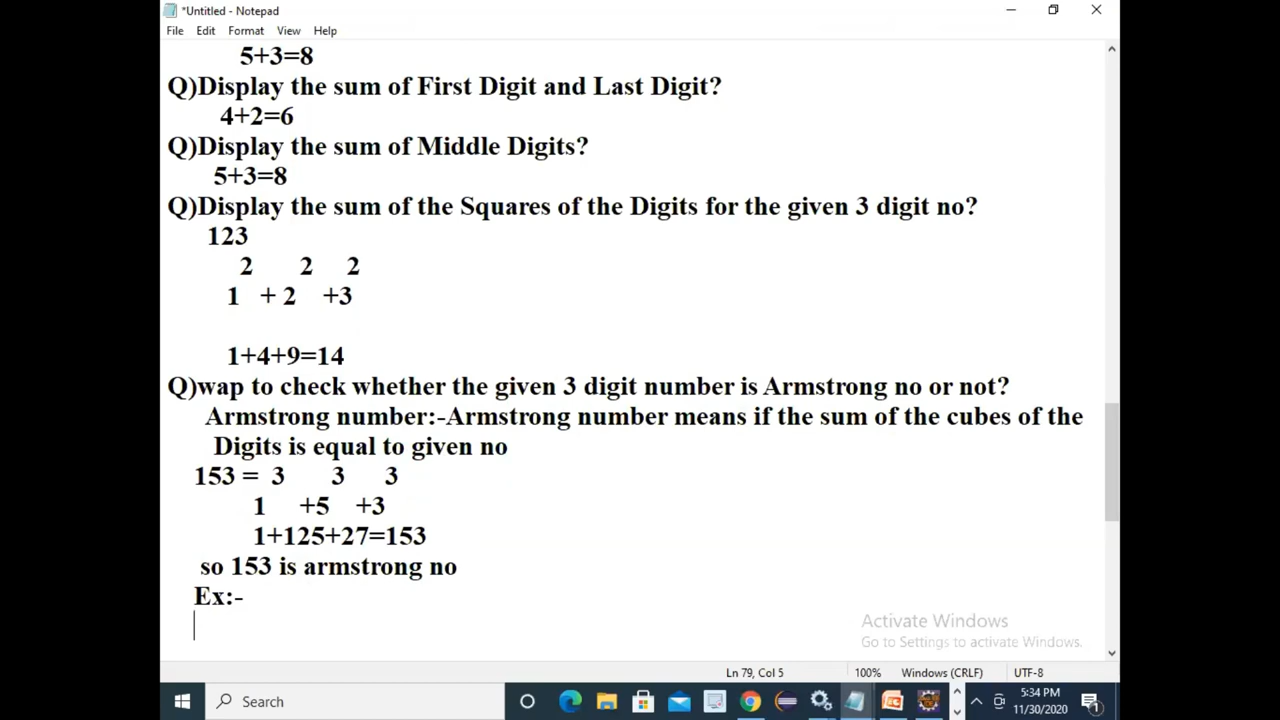 *Untitled - Notepad
File Edit Format View Help
5+3=8
Q)Display the sum of First Digit and Last Digit?
4+2=6
Q)Display the sum of Middle Digits?
5+3=8
Q)Display the sum of the Squares of the Digits for the given 3 digit no?
123
2 2 2
1 + 2 +3
1+4+9=14
Q)wap to check whether the given 3 digit number is Armstrong no or not?
Armstrong number:-Armstrong number means if the sum of the cubes of the
Digits is equal to given no
153 = 3 3 3
1 +5 +3
1+125+27=153
so 153 is armstrong no
Ex:-
Activate Windows
Go to Settings to activate Windows.
Ln 79, Col 5 100% Windows (CRLF) UTF-8
Search
5:34 PM
11/30/2020
1